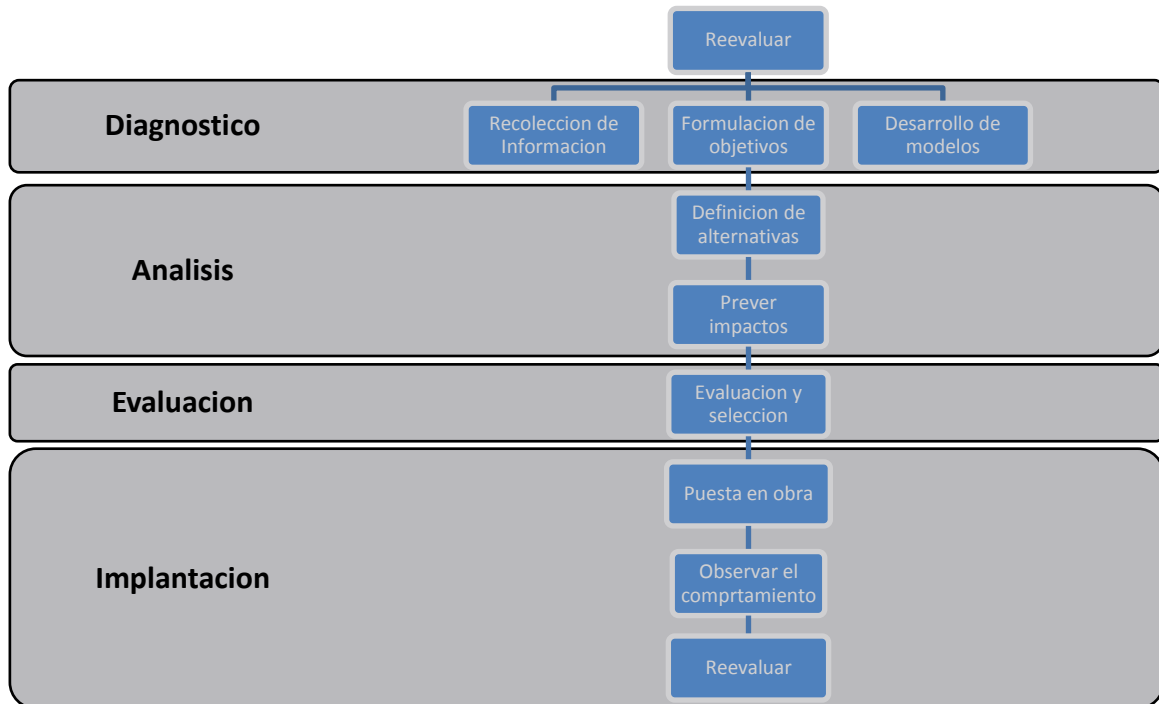 Reevaluar
Diagnostico
Recoleccion de
Informacion
Formulacion de
objetivos
Desarrollo de
modelos
Analisis
Definicion de
alternativas
Prever
impactos
Evaluacion
Evaluacion y
seleccion
Implantacion
Puesta en obra
Observar el
comprtamiento
Reevaluar